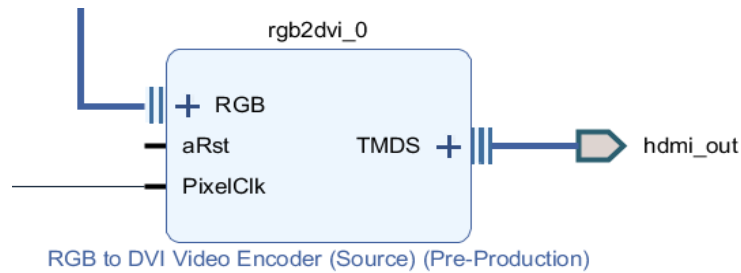 rgb2dvi_0
RGB
aRst
TMDS
hdmi_out
PixelClk
RGB to DVI Video Encoder (Source) (Pre-Production)